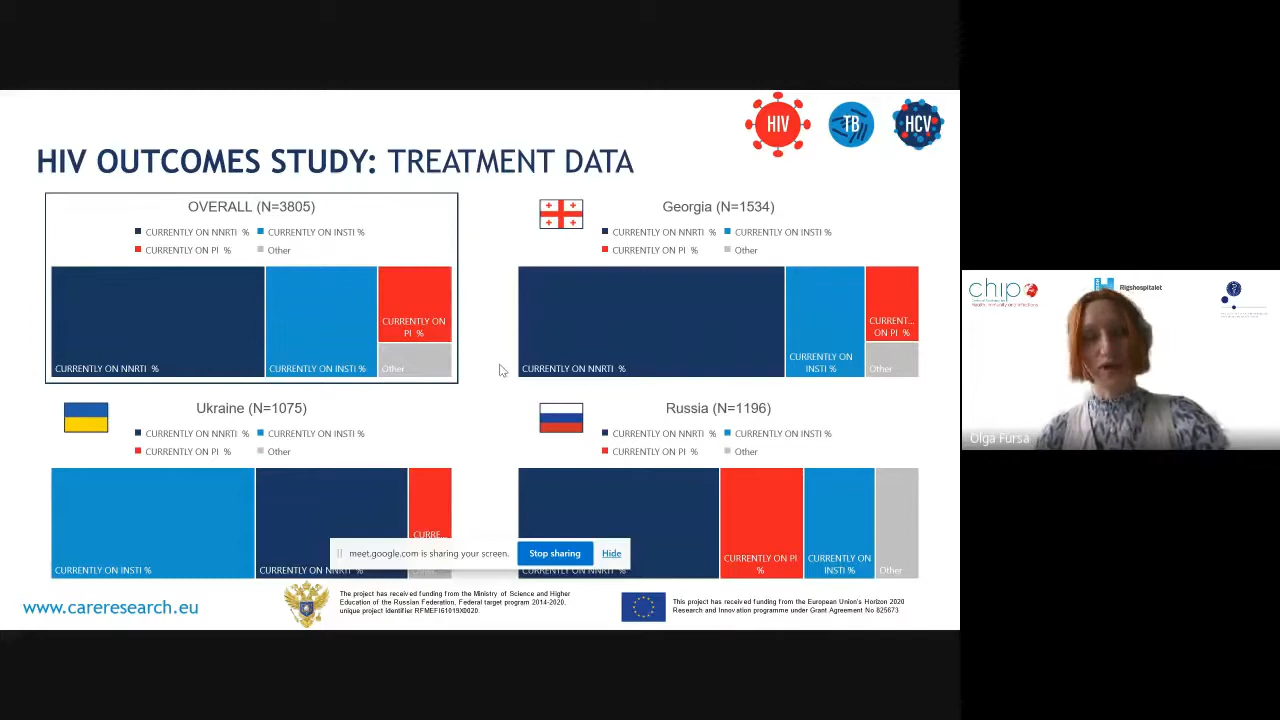 HIV
TB
HCV
HIV OUTCOMES STUDY: TREATMENT DATA
OVERALL (N=3805)
CURRENTLY ON NNRTI %
CURRENTLY ON INSTI %
CURRENTLY ON PI %
Other
CURRENTLY ON NNRTI %
CURRENTLY ON INSTI %
CURRENTLY ON
PI %
Other
Georgia (N=1534)
CURRENTLY ON NNRTI %
CURRENTLY ON INSTI %
CURRENTLY ON PI %
Other
CURRENTLY ON NNRTI %
CURRENTLY ON
INSTI %
CURRENT...
ON PI %
Other
Ukraine (N=1075)
CURRENTLY ON NNRTI %
CURRENTLY ON INSTI %
CURRENTLY ON PI %
Other
CURRENTLY ON INSTI %
CURRENTLY ON NNRTI %
CURRE...
Russia (N=1196)
CURRENTLY ON NNRTI %
CURRENTLY ON INSTI %
CURRENTLY ON PI %
Other
CURRENTLY ON NNRTI %
CURRENTLY ON PI
%
CURRENTLY ON
INSTI %
Other
meet.google.com is sharing your screen.
Stop sharing
Hide
www.careresearch.eu
The project has received funding from the Ministry of Science and Higher
Education of the Russian Federation, Federal target program 2014-2020,
unique project identifier RFMEFI61019X0020
This project has received funding from the European Union's Horizon 2020
Research and Innovation programme under Grant Agreement No 825673
chip
Rigshospitalet
Olga Fursa